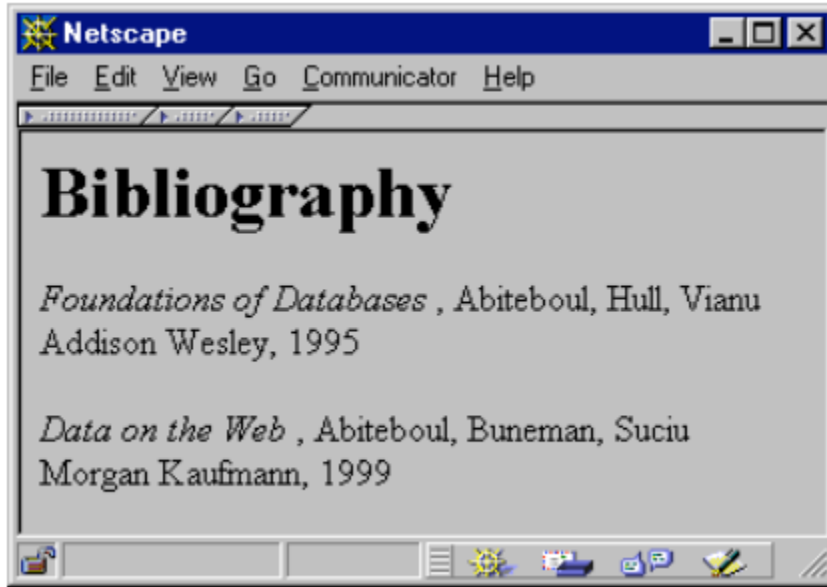 Netscape
File Edit View Go Communicator Help
Bibliography
Foundations of Databases , Abiteboul, Hull, Vianu
Addison Wesley, 1995
Data on the Web , Abiteboul, Buneman, Suciu
Morgan Kaufmann, 1999